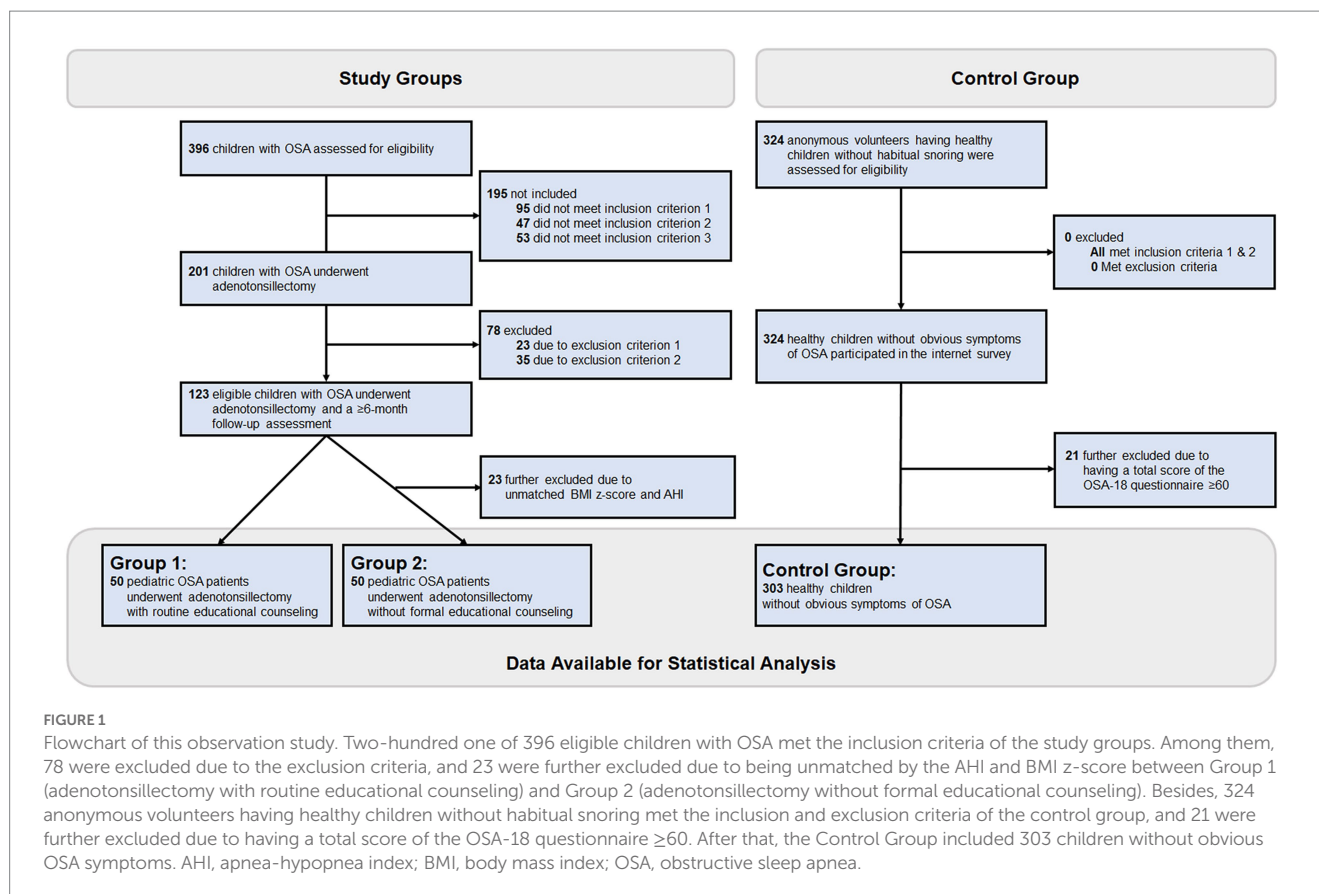 Study Groups
Control Group
396 children with OSA assessed for eligibility
195 not included
95 did not meet inclusion criterion 1
47 did not meet inclusion criterion 2
53 did not meet inclusion criterion 3
201 children with OSA underwent
adenotonsillectomy
78 excluded
23 due to exclusion criterion 1
35 due to exclusion criterion 2
123 eligible children with OSA underwent
adenotonsillectomy and a ≥6-month
follow-up assessment
23 further excluded due to
unmatched BMI z-score and AHI
324 anonymous volunteers having healthy
children without habitual snoring were
assessed for eligibility
0 excluded
All met inclusion criteria 1 & 2
0 Met exclusion criteria
324 healthy children without obvious symptoms
of OSA participated in the internet survey
21 further excluded due to
having a total score of the
OSA-18 questionnaire ≥60
Group 1:
50 pediatric OSA patients
underwent adenotonsillectomy
with routine educational counseling
Group 2:
50 pediatric OSA patients
underwent adenotonsillectomy
without formal educational counseling
Control Group:
303 healthy children
without obvious symptoms of OSA
Data Available for Statistical Analysis
FIGURE 1
Flowchart of this observation study. Two-hundred one of 396 eligible children with OSA met the inclusion criteria of the study groups. Among them,
78 were excluded due to the exclusion criteria, and 23 were further excluded due to being unmatched by the AHI and BMI z-score between Group 1
(adenotonsillectomy with routine educational counseling) and Group 2 (adenotonsillectomy without formal educational counseling). Besides, 324
anonymous volunteers having healthy children without habitual snoring met the inclusion and exclusion criteria of the control group, and 21 were
further excluded due to having a total score of the OSA-18 questionnaire ≥60. After that, the Control Group included 303 children without obvious
OSA symptoms. AHI, apnea-hypopnea index; BMI, body mass index; OSA, obstructive sleep apnea.